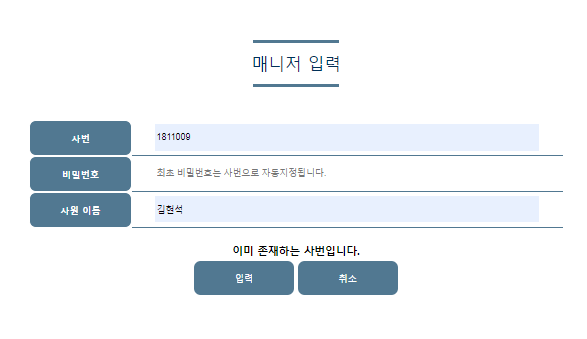 매니저 입력
사번 1811009
비밀번호 최초 비밀번호는 사번으로 자동지정됩니다.
사원 이름 김현석
이미 존재하는 사번입니다.
입력 취소